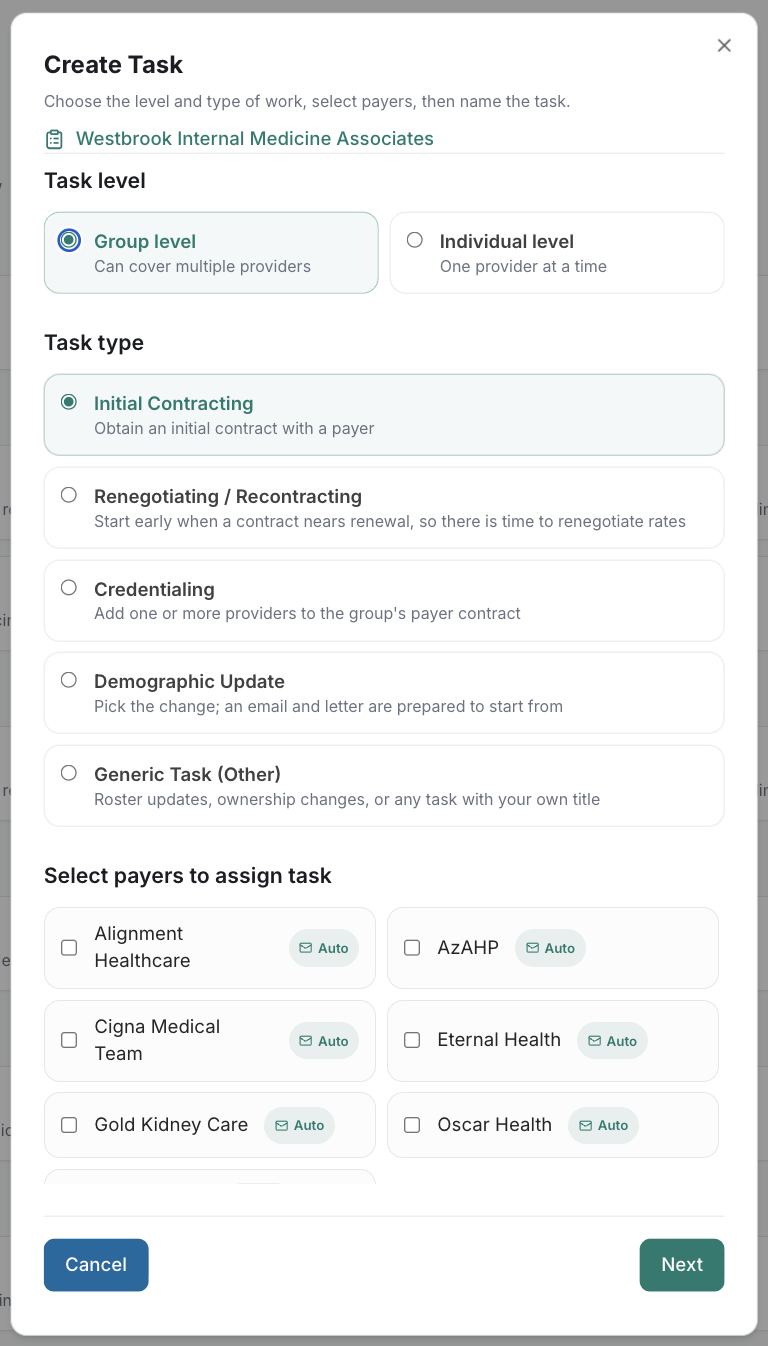 Create Task
Choose the level and type of work, select payers, then name the task.
Westbrook Internal Medicine Associates
Task level
Group level
Can cover multiple providers
Individual level
One provider at a time
Task type
Initial Contracting
Obtain an initial contract with a payer
Renegotiating / Recontracting
Start early when a contract nears renewal, so there is time to renegotiate rates
Credentialing
Add one or more providers to the group's payer contract
Demographic Update
Pick the change; an email and letter are prepared to start from
Generic Task (Other)
Roster updates, ownership changes, or any task with your own title
Select payers to assign task
Alignment
Healthcare
Auto
AzAHP
Auto
Cigna Medical
Team
Auto
Eternal Health
Auto
Gold Kidney Care
Auto
Oscar Health
Auto
Cancel
Next